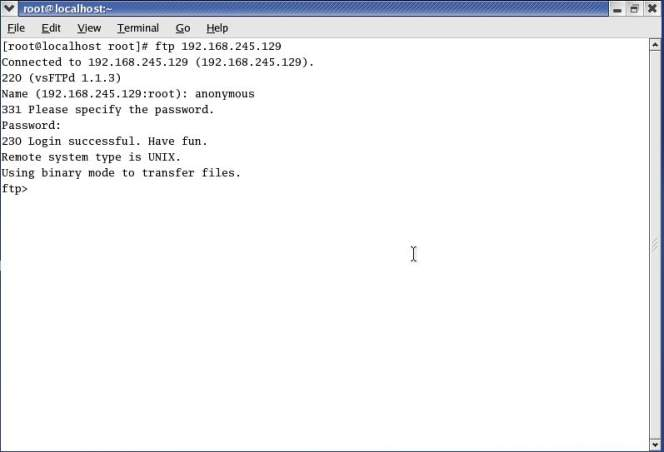 root@localhost:~
File Edit View Terminal Go Help
[root@localhost root]# ftp 192.168.245.129
Connected to 192.168.245.129 (192.168.245.129).
220 (vsFTPd 1.1.3)
Name (192.168.245.129:root): anonymous
331 Please specify the password.
Password:
230 Login successful. Have fun.
Remote system type is UNIX.
Using binary mode to transfer files.
ftp>